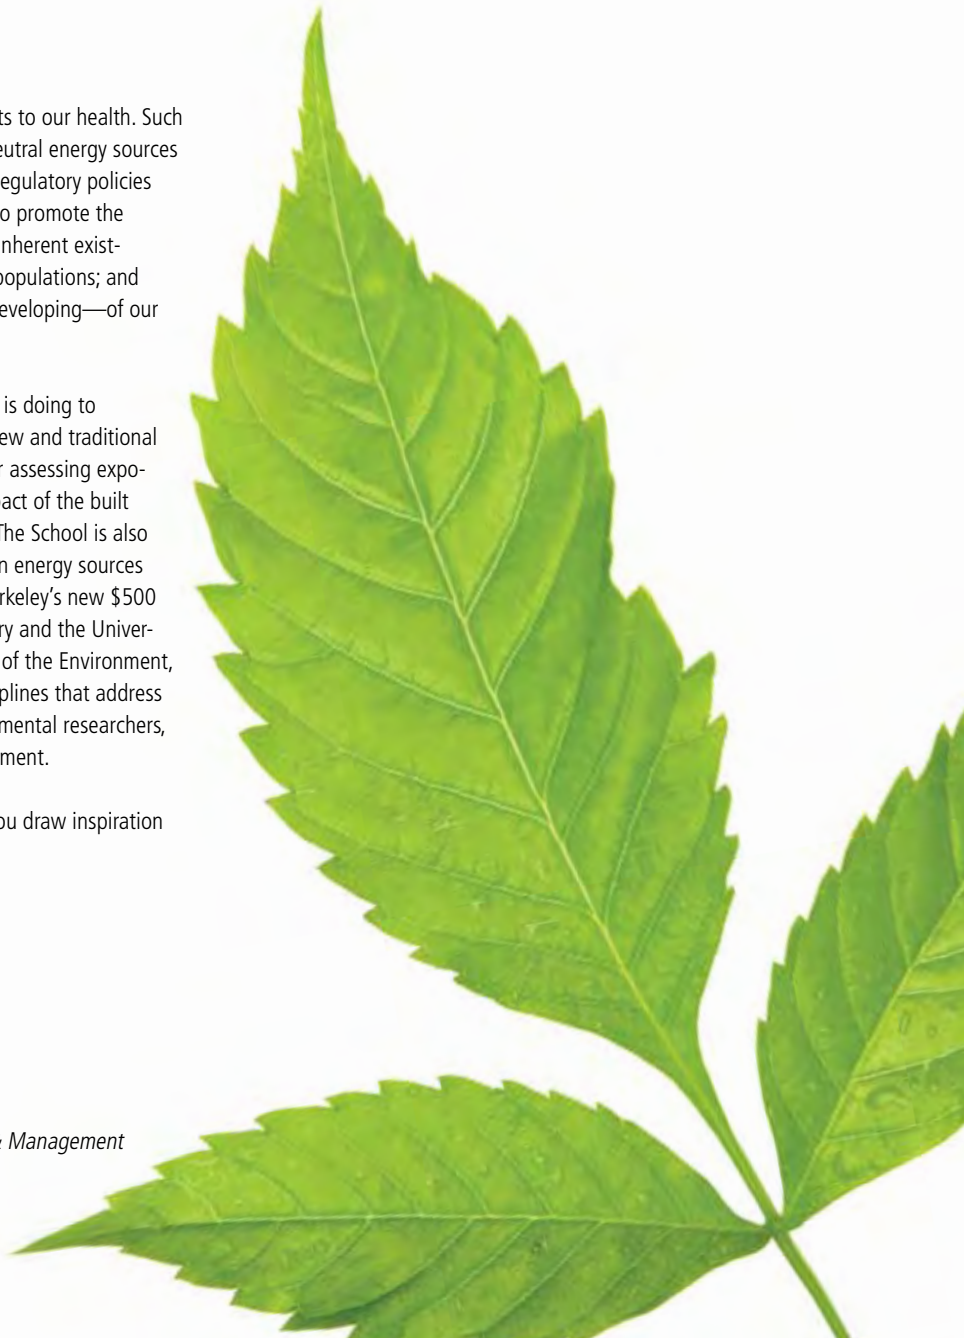 ts to our health. Such
eutral energy sources
egulatory policies
o promote the
nherent exist-
populations; and
eveloping—of our
is doing to
ew and traditional
r assessing expo-
pact of the built
The School is also
n energy sources
rkeley’s new $500
ry and the Univer-
of the Environment,
plines that address
mental researchers,
ment.
ou draw inspiration
& Management